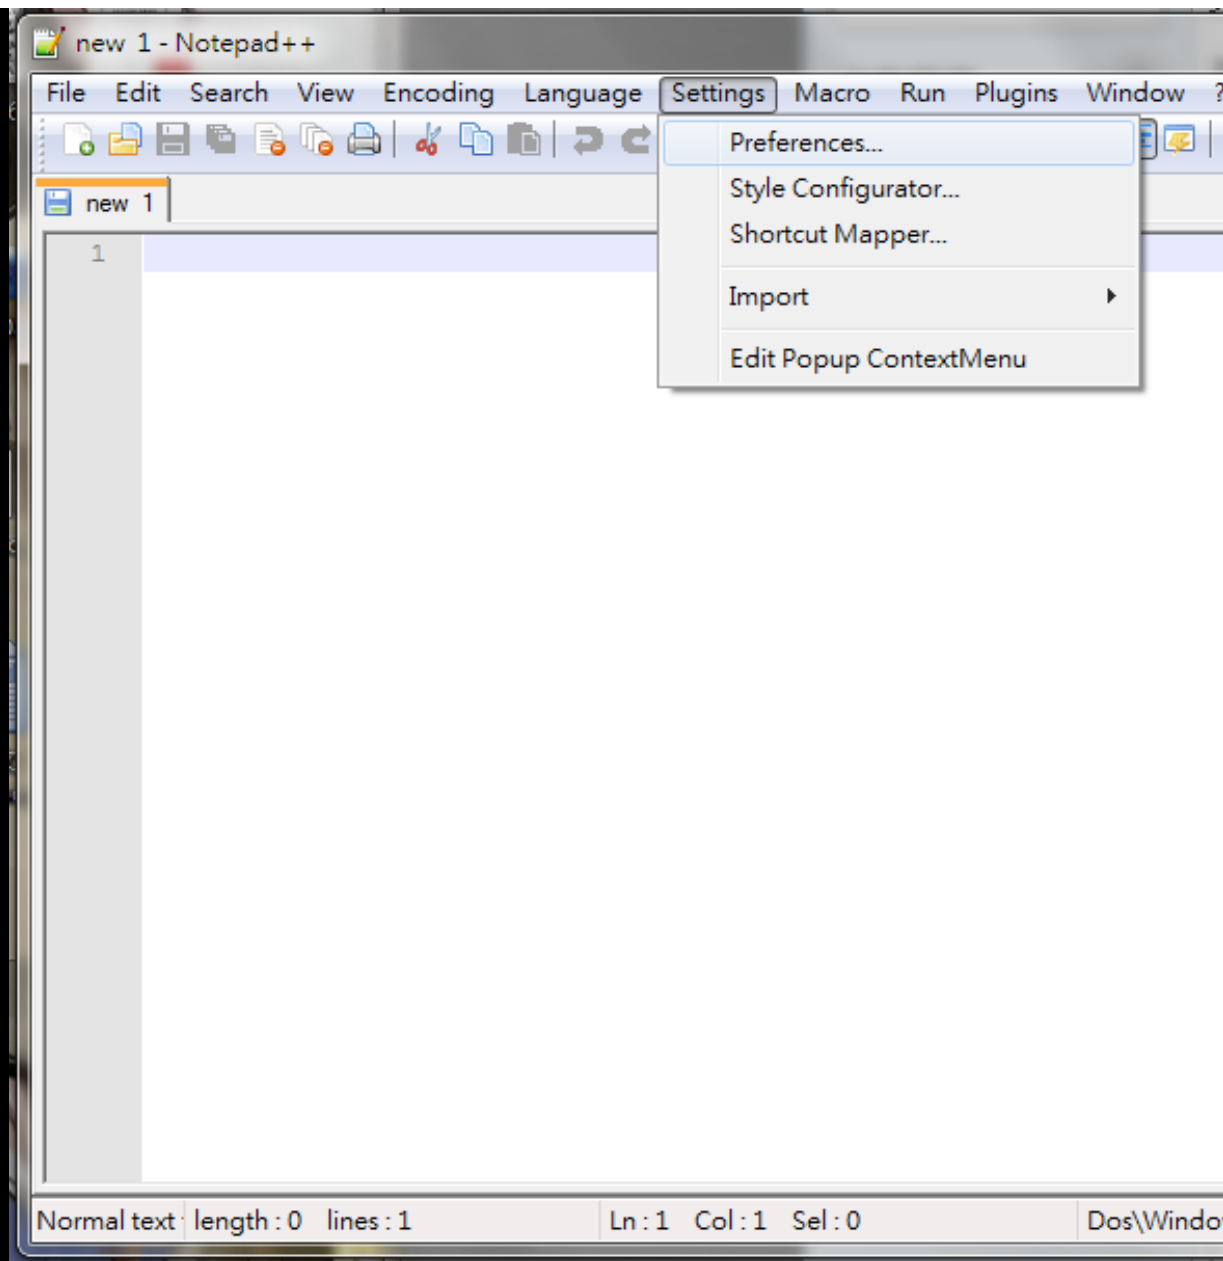 new 1 - Notepad++
File Edit Search View Encoding Language Settings Macro Run Plugins Window ?
Preferences...
new 1
Style Configurator...
Shortcut Mapper...
1
Import
Edit Popup ContextMenu
Normal text length : 0 lines : 1 Ln : 1 Col : 1 Sel : 0 Dos\Windo